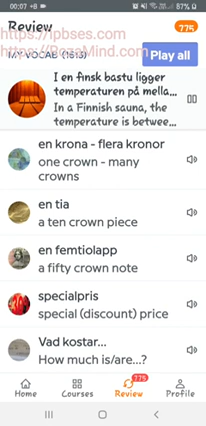 00:07
87%
Review
775
https://lpbses.com
https://RozaMind.com
MY VOCAB (1613)
Play all
I en finsk bastu ligger
temperaturen på mella...
In a Finnish sauna, the
temperature is betwee...
en krona - flera kronor
one crown - many
crowns
en tia
a ten crown piece
en femtiolapp
a fifty crown note
specialpris
special (discount) price
Vad kostar...
How much is/are...?
775
Home Courses Review Profile